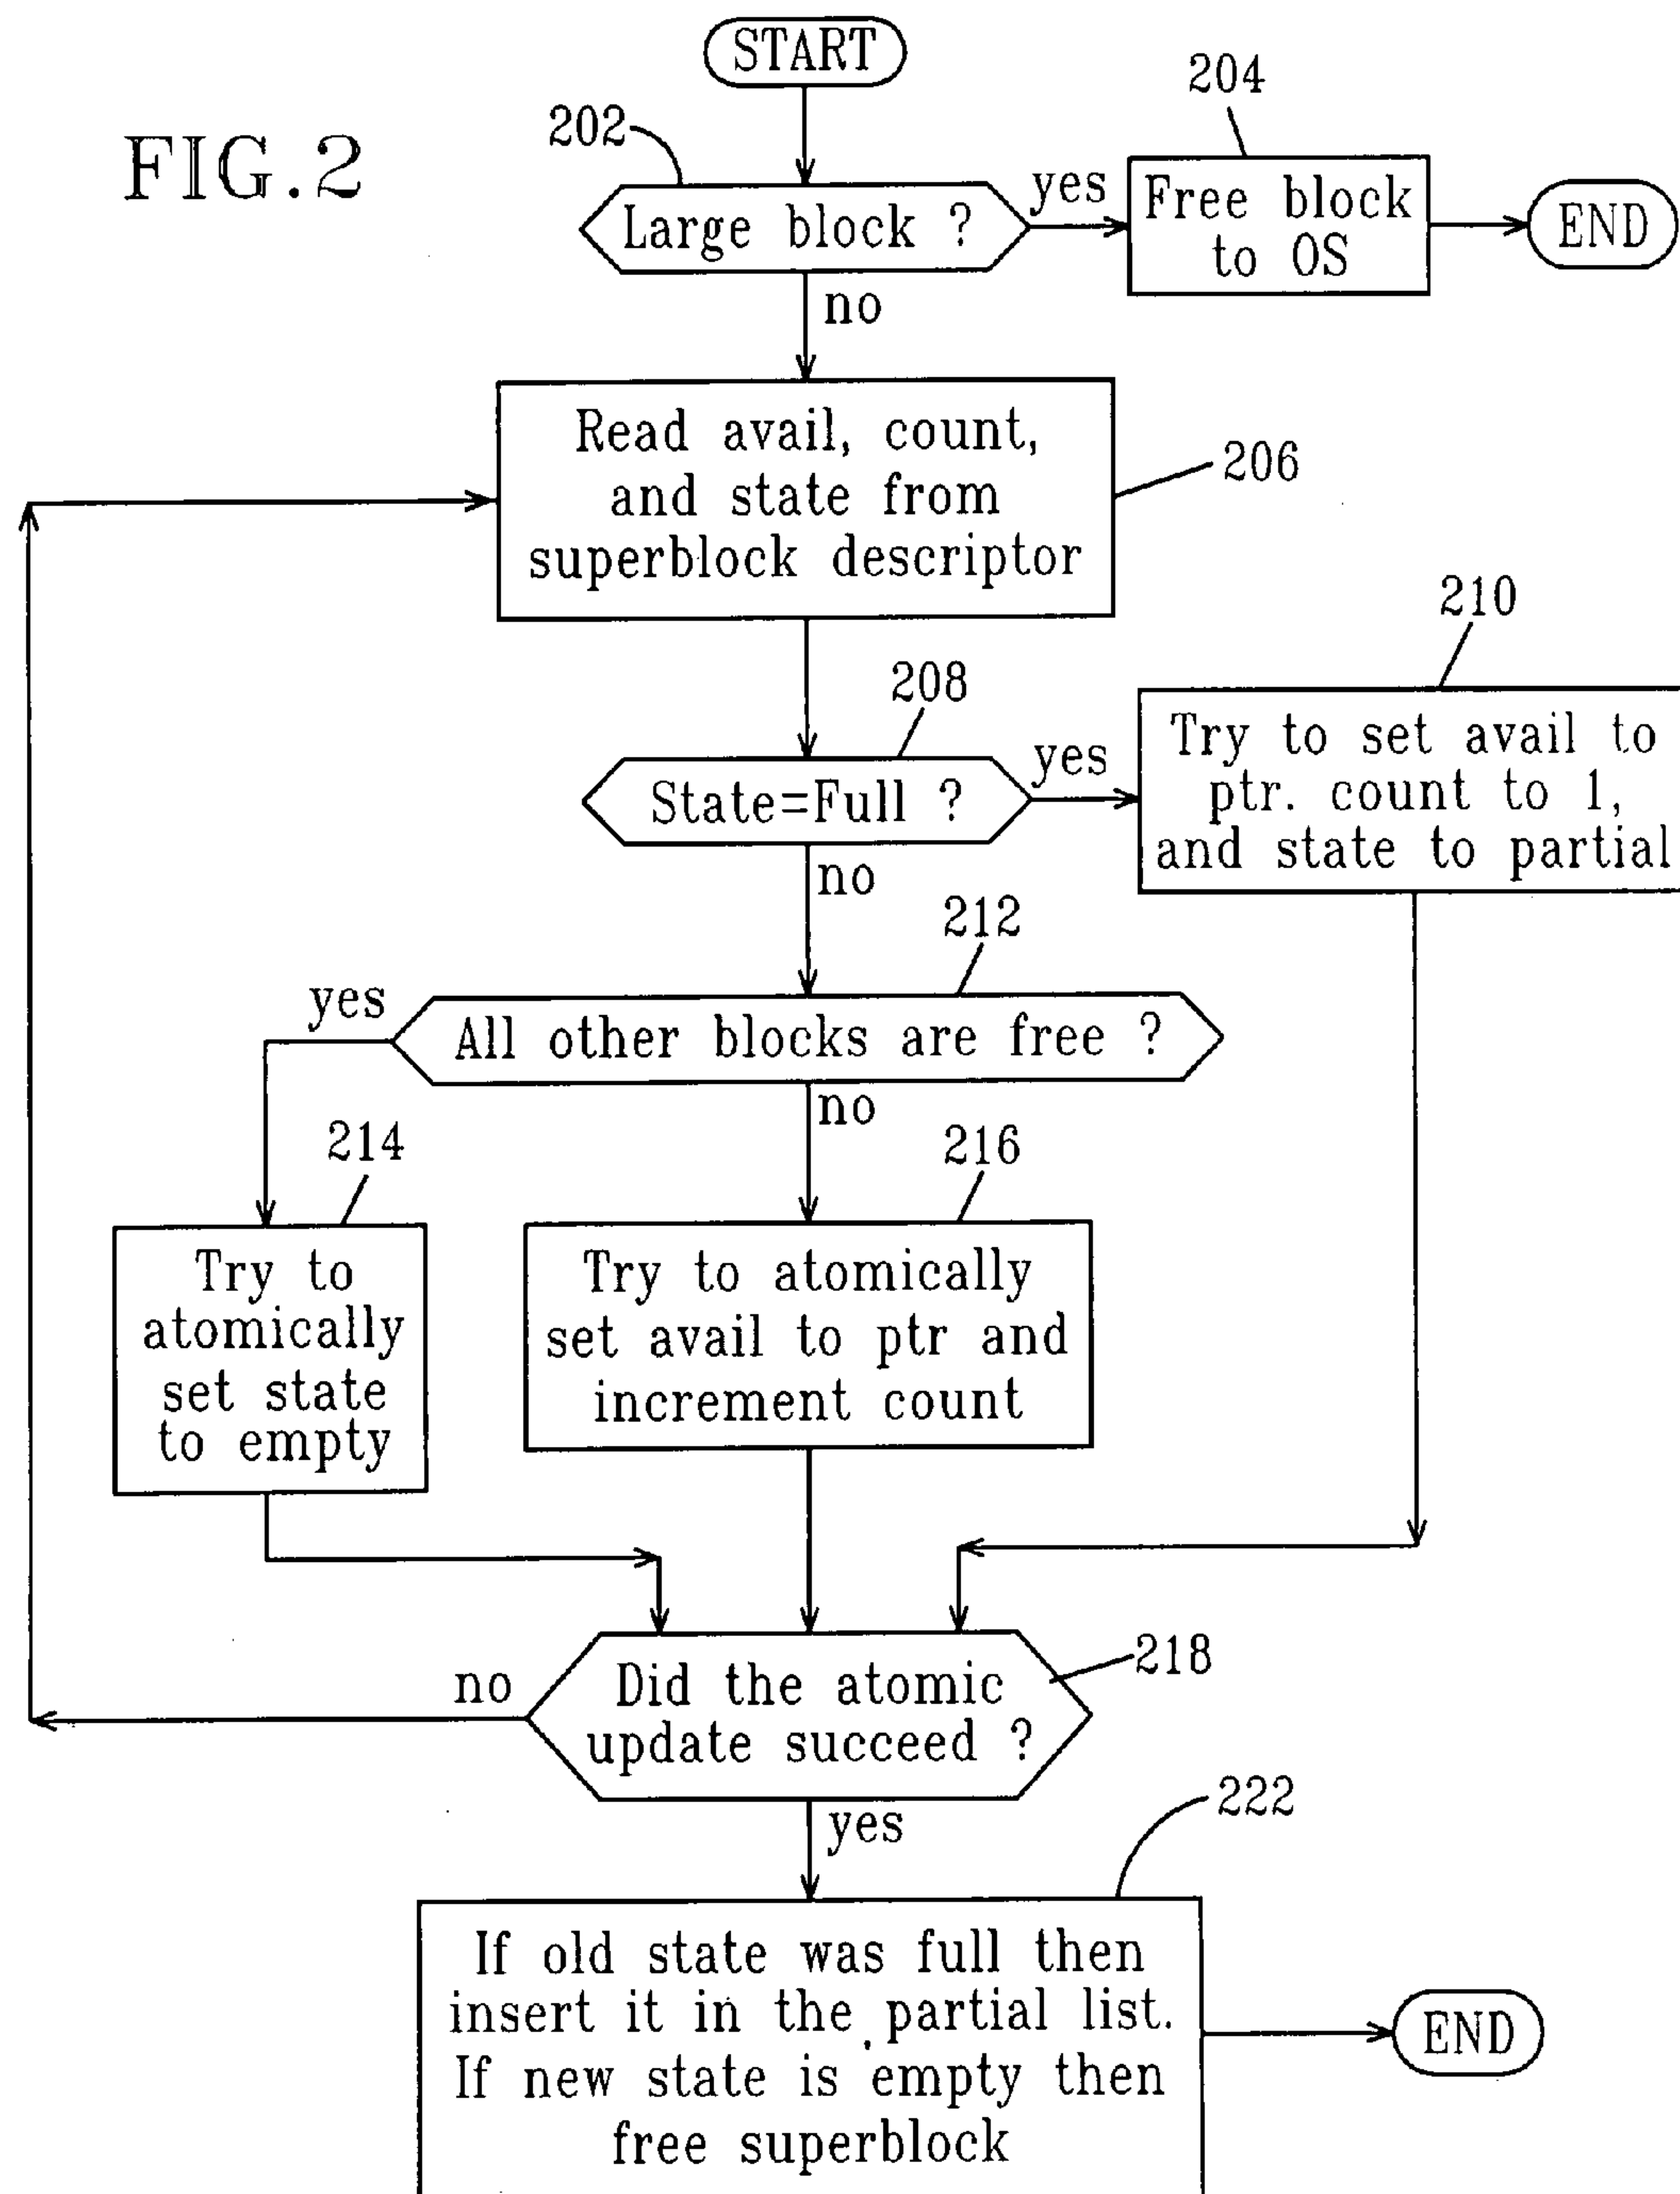 START
FIG.2
202
204
Large block ?
yes
Free block
to OS
END
no
Read avail, count,
and state from
superblock descriptor
206
208
210
State=Full ?
yes
Try to set avail to
ptr. count to 1,
and state to partial
no
212
yes
All other blocks are free ?
no
214
216
Try to
atomically
set state
to empty
Try to atomically
set avail to ptr and
increment count
no
Did the atomic
update succeed ?
218
yes
222
If old state was full then
insert it in the partial list.
If new state is empty then
free superblock
END